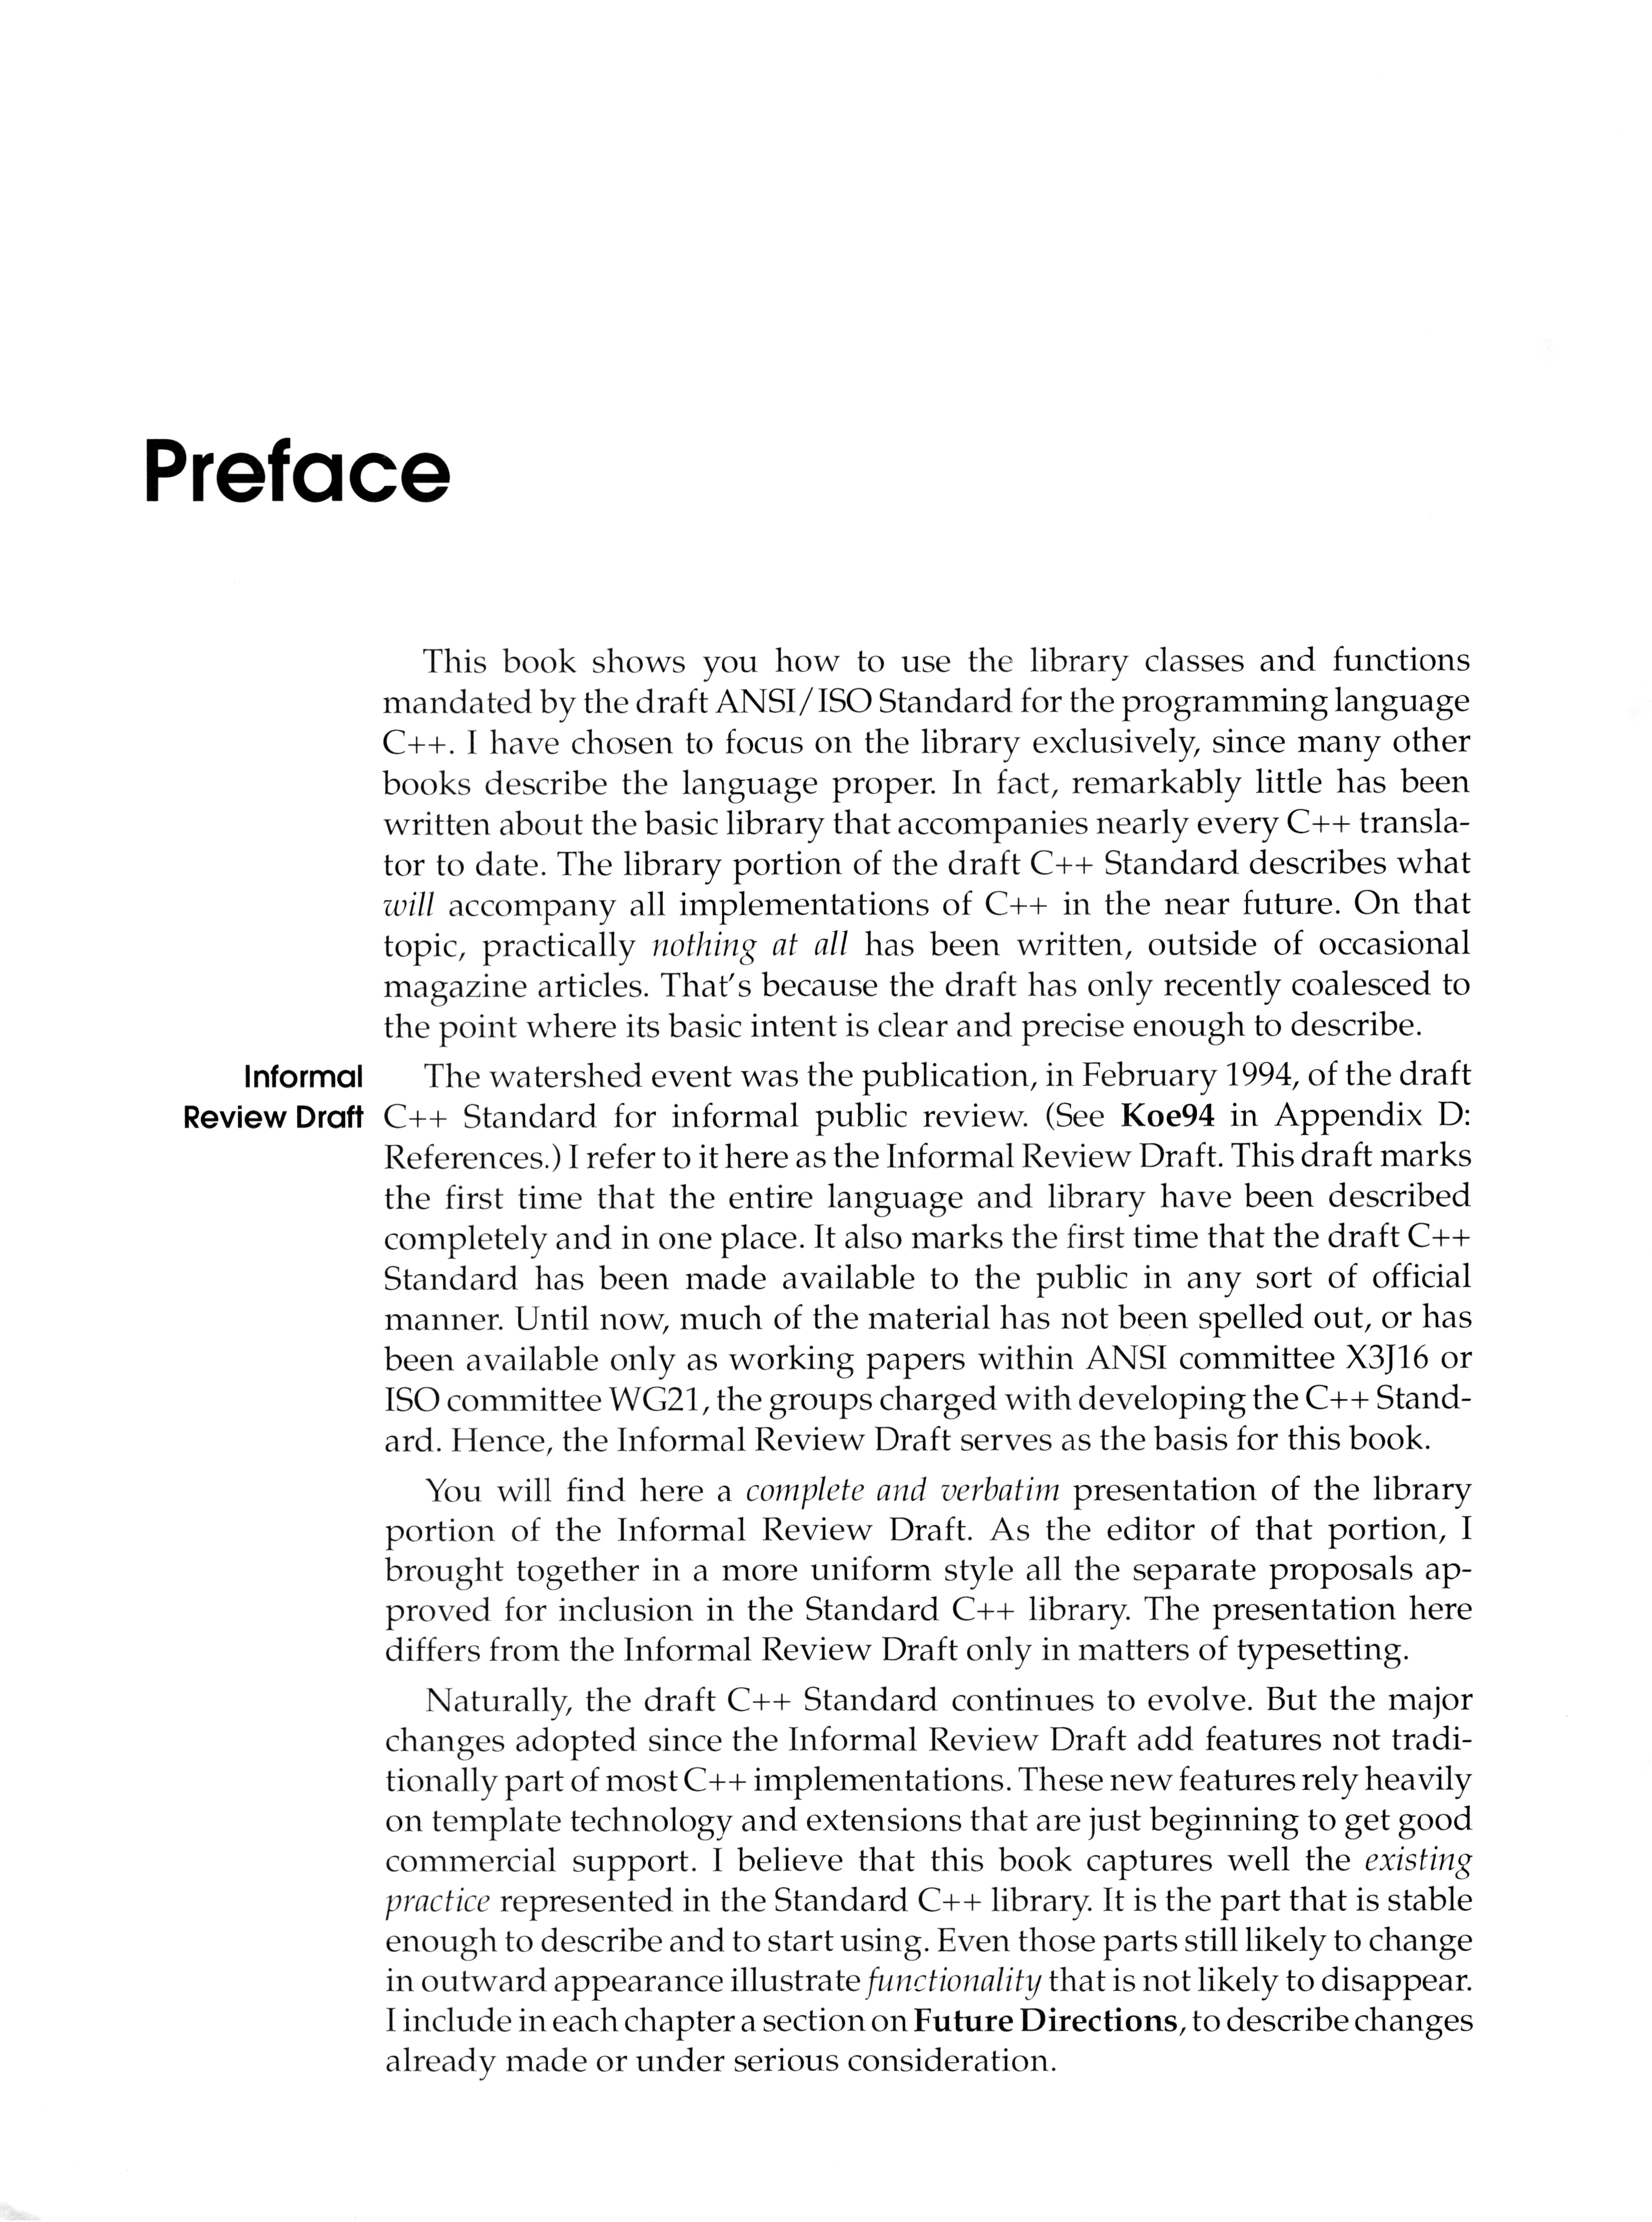 Preface
This book shows you how to use the library classes and functions
mandated by the draft ANSI/ISO Standard for the programming language
C++. I have chosen to focus on the library exclusively, since many other
books describe the language proper. In fact, remarkably little has been
written about the basic library that accompanies nearly every C++ transla-
tor to date. The library portion of the draft C++ Standard describes what
will accompany all implementations of C++ in the near future. On that
topic, practically nothing at all has been written, outside of occasional
magazine articles. That's because the draft has only recently coalesced to
the point where its basic intent is clear and precise enough to describe.
Informal
Review Draft
The watershed event was the publication, in February 1994, of the draft
C++ Standard for informal public review. (See Koe94 in Appendix D:
References.) I refer to it here as the Informal Review Draft. This draft marks
the first time that the entire language and library have been described
completely and in one place. It also marks the first time that the draft C++
Standard has been made available to the public in any sort of official
manner. Until now, much of the material has not been spelled out, or has
been available only as working papers within ANSI committee X3J16 or
ISO committee WG21, the groups charged with developing the C++ Stand-
ard. Hence, the Informal Review Draft serves as the basis for this book.
You will find here a complete and verbatim presentation of the library
portion of the Informal Review Draft. As the editor of that portion, I
brought together in a more uniform style all the separate proposals ap-
proved for inclusion in the Standard C++ library. The presentation here
differs from the Informal Review Draft only in matters of typesetting.
Naturally, the draft C++ Standard continues to evolve. But the major
changes adopted since the Informal Review Draft add features not tradi-
tionally part of most C++ implementations. These new features rely heavily
on template technology and extensions that are just beginning to get good
commercial support. I believe that this book captures well the existing
practice represented in the Standard C++ library. It is the part that is stable
enough to describe and to start using. Even those parts still likely to change
in outward appearance illustrate functionality that is not likely to disappear.
I include in each chapter a section on Future Directions, to describe changes
already made or under serious consideration.